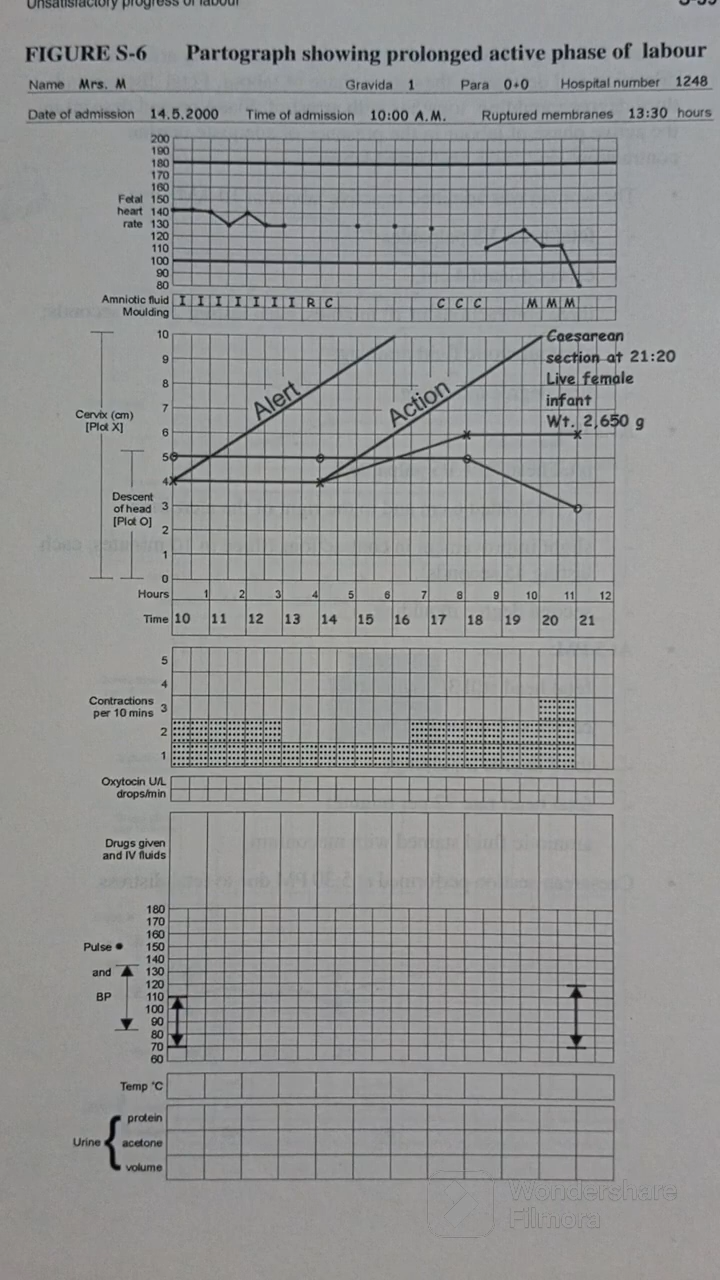 Unsatisfactory progress of labour
FIGURE S-6 Partograph showing prolonged active phase of labour
Name Mrs. M Gravida 1 Para 0+0 Hospital number 1248
Date of admission 14.5.2000 Time of admission 10:00 A.M. Ruptured membranes 13:30 hours
200
190
180
170
160
Fetal 150
heart 140
rate 130
120
110
100
90
80
Amniotic fluid I I I I I I I R C C C C M M M
Moulding
10
9
8
7
6
5
4
3
2
1
0
Cervix (cm)
[Plot X]
Descent
of head
[Plot O]
Alert
Action
Caesarean
section at 21:20
Live female
infant
Wt. 2,650 g
Hours 1 2 3 4 5 6 7 8 9 10 11 12
Time 10 11 12 13 14 15 16 17 18 19 20 21
5
4
Contractions
per 10 mins 3
2
1
Oxytocin U/L
drops/min
Drugs given
and IV fluids
180
170
160
Pulse 150
140
and 130
120
BP 110
100
90
80
70
60
Temp °C
protein
Urine acetone
volume
Wondershare
Filmora